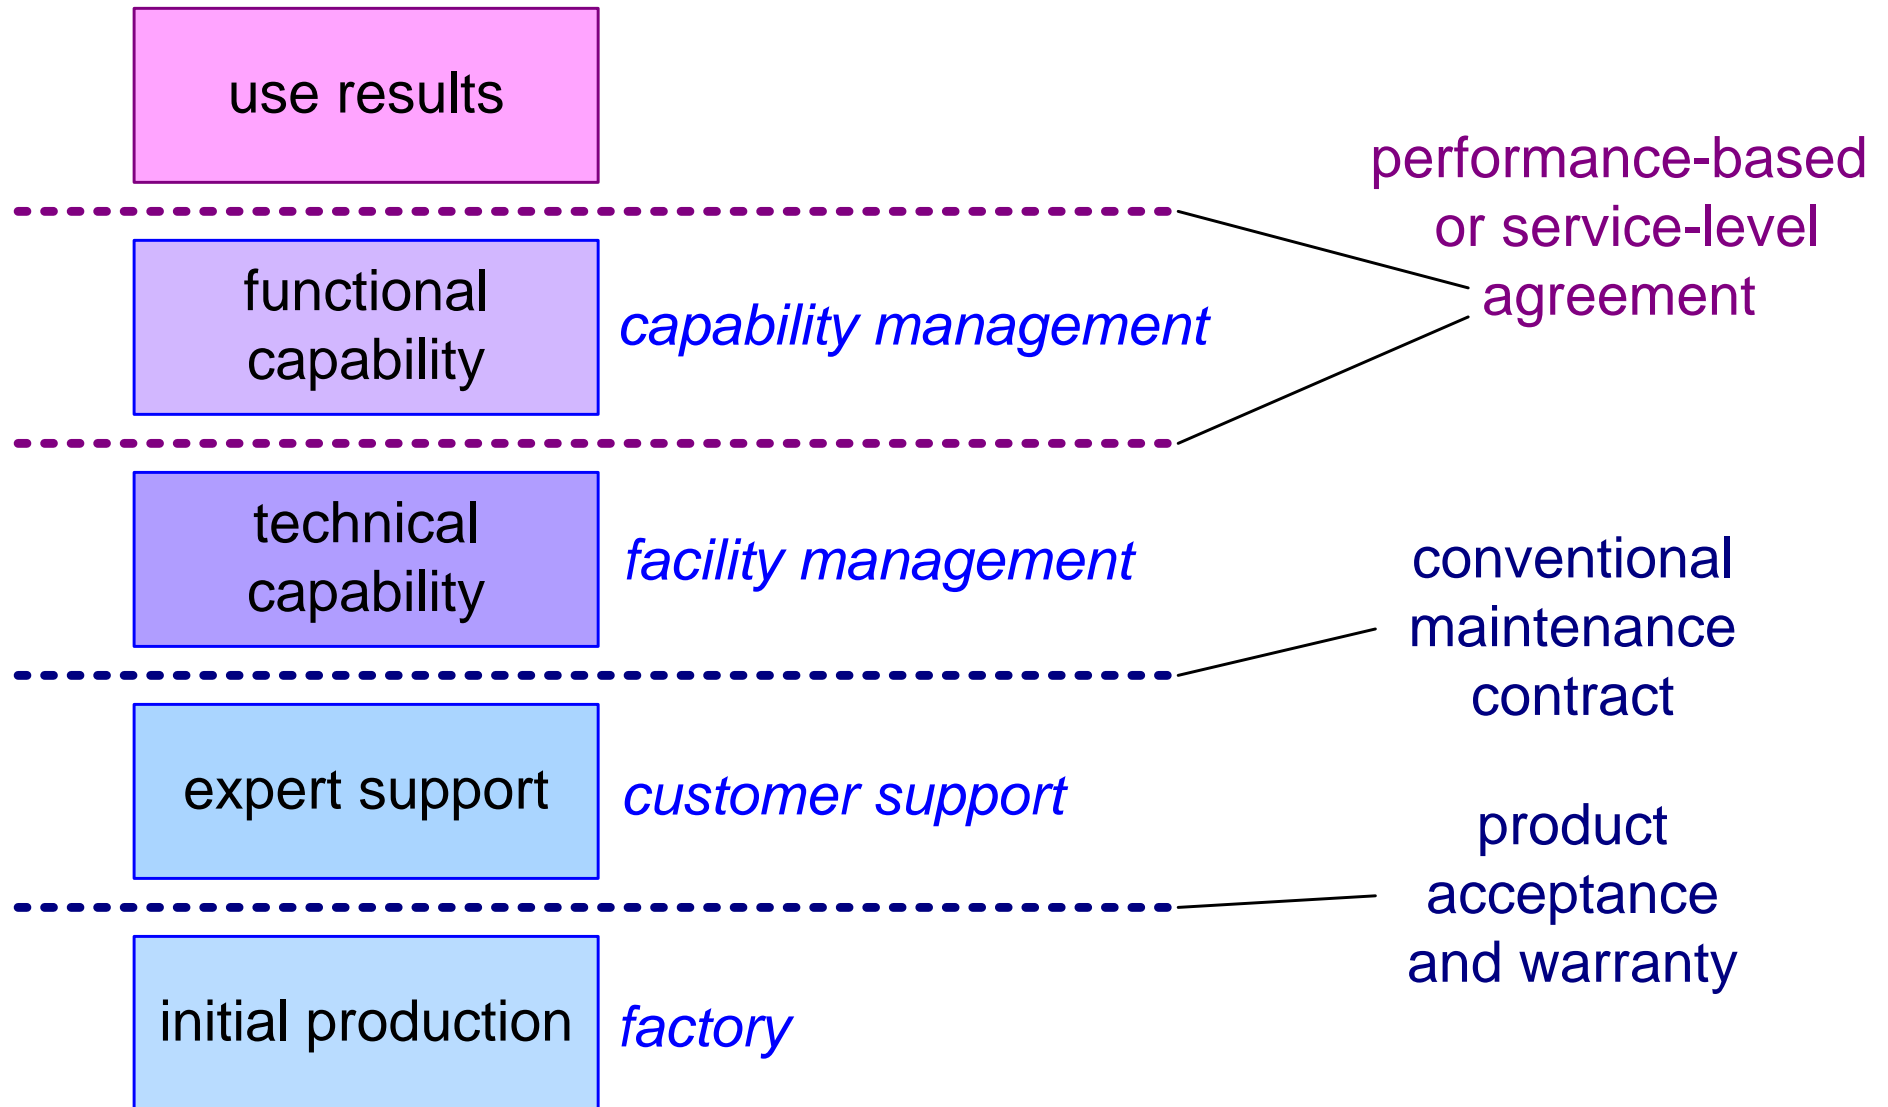 use results
performance-based
or service-level
agreement
functional
capability
capability management
technical
capability
facility management
conventional
maintenance
contract
expert support
customer support
product
acceptance
and warranty
initial production
factory